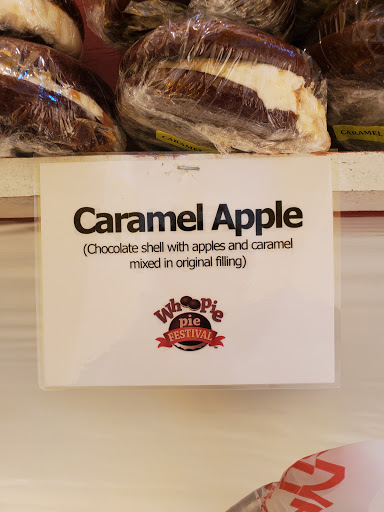 CARAMEL
CARAMEL
Caramel Apple
(Chocolate shell with apples and caramel
mixed in original filling)
Whoopie
pie
FESTIVAL